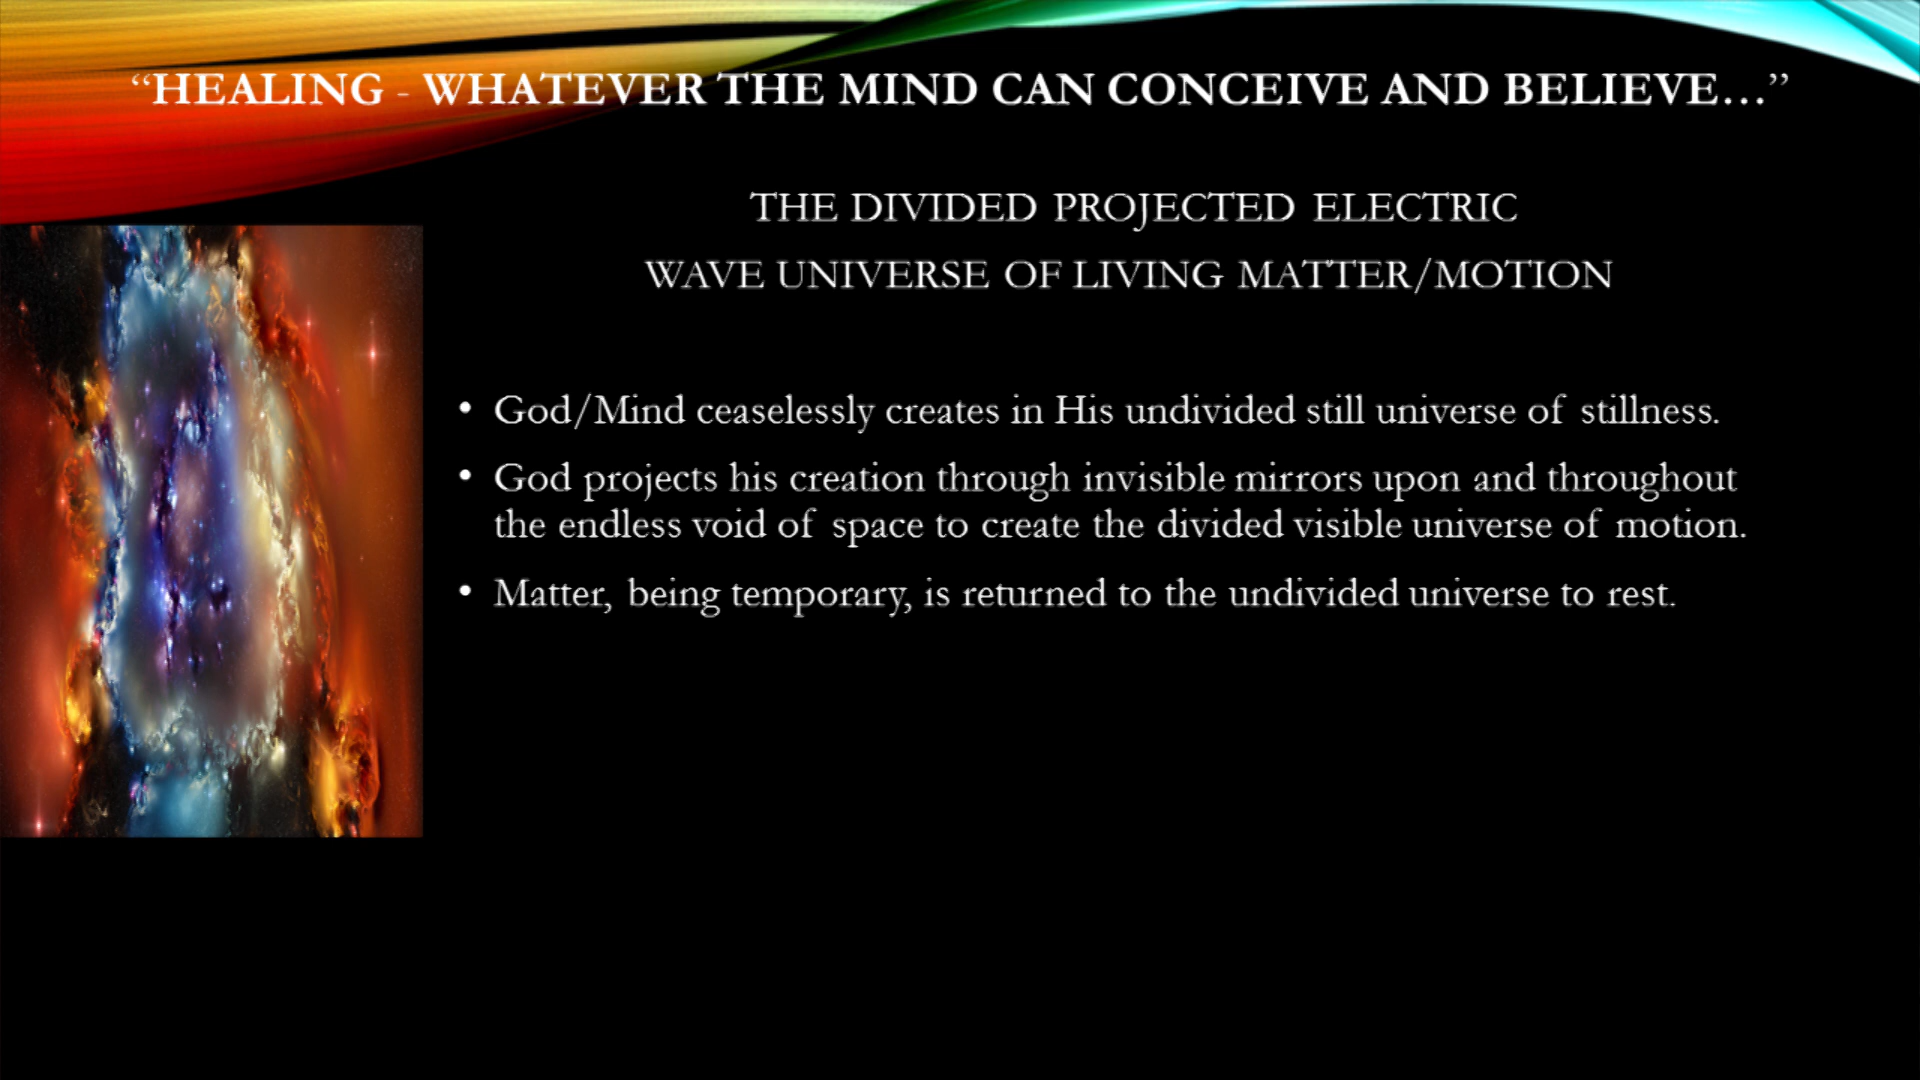 “HEALING - WHATEVER THE MIND CAN CONCEIVE AND BELIEVE…”
THE DIVIDED PROJECTED ELECTRIC
WAVE UNIVERSE OF LIVING MATTER/MOTION
• God/Mind ceaselessly creates in His undivided still universe of stillness.
• God projects his creation through invisible mirrors upon and throughout
the endless void of space to create the divided visible universe of motion.
• Matter, being temporary, is returned to the undivided universe to rest.